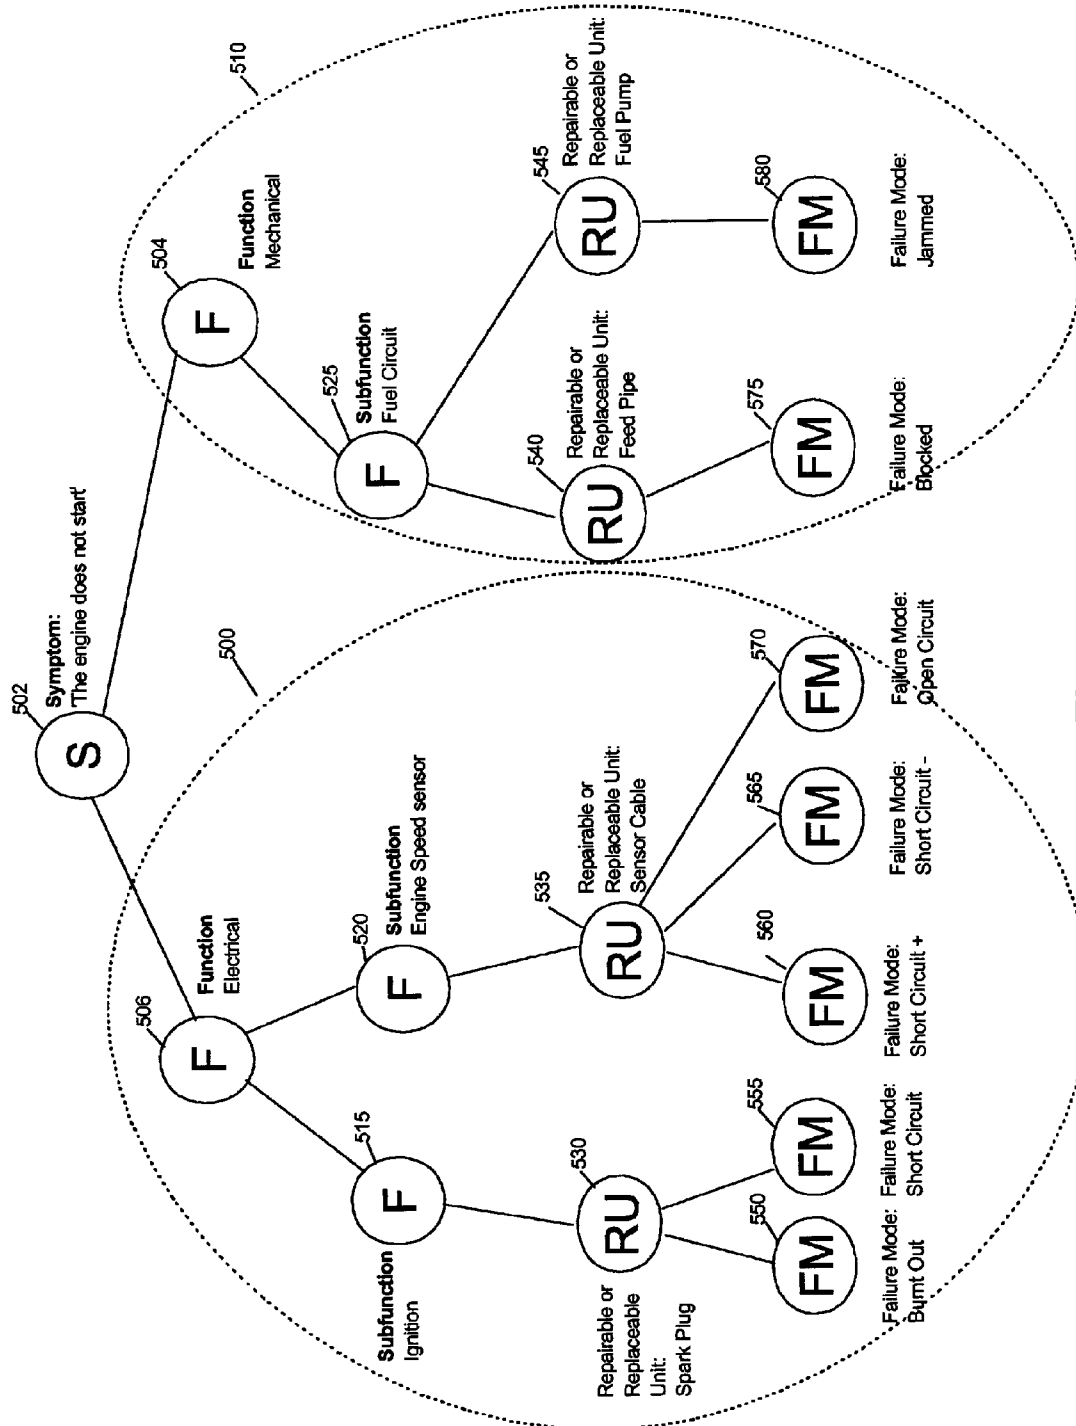 502
S
Symptom:
'The engine does not start'
506
F
Function
Electrical
504
F
Function
Mechanical
500
510
515
F
Subfunction
Ignition
520
F
Subfunction
Engine Speed sensor
525
F
Subfunction
Fuel Circuit
530
RU
Repairable or
Replaceable
Unit:
Spark Plug
535
RU
Repairable or
Replaceable Unit:
Sensor Cable
540
RU
Repairable or
Replaceable Unit:
Feed Pipe
545
RU
Repairable or
Replaceable Unit:
Fuel Pump
550
FM
Failure Mode:
Burnt Out
555
FM
Failure Mode:
Short Circuit
560
FM
Failure Mode:
Short Circuit +
565
FM
Failure Mode:
Short Circuit -
570
FM
Failure Mode:
Open Circuit
575
FM
Failure Mode:
Blocked
580
FM
Failure Mode:
Jammed